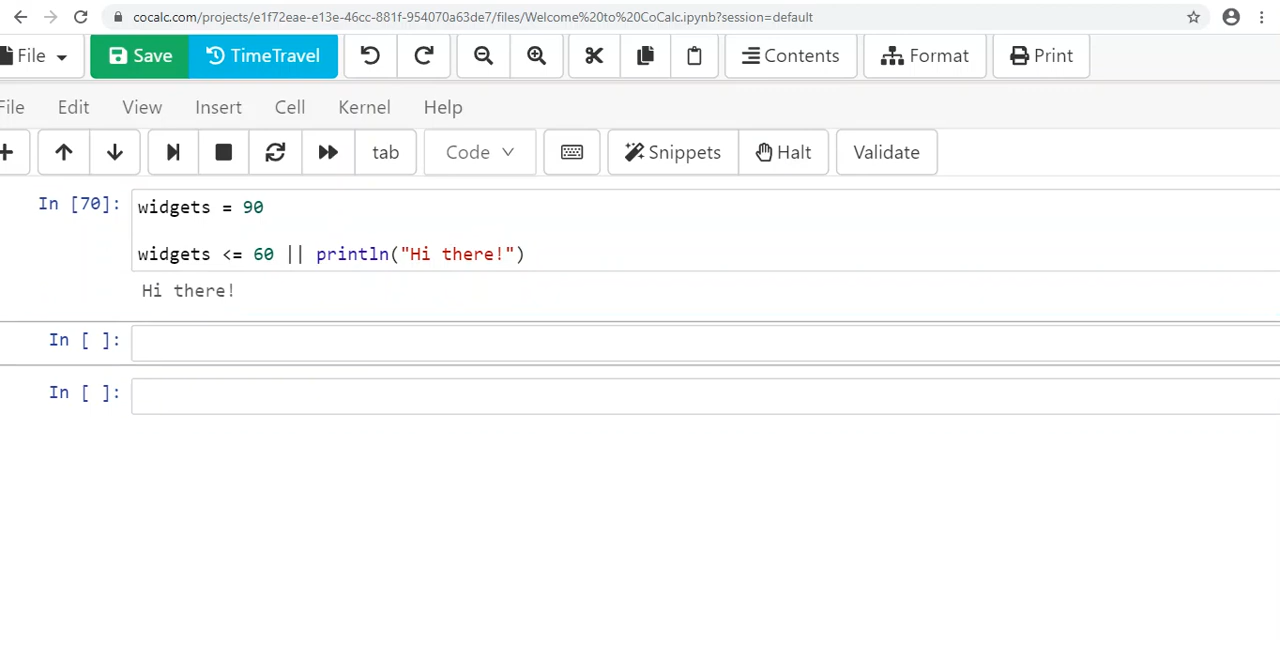 cocalc.com/projects/e1f72eae-e13e-46cc-881f-954070a63de7/files/Welcome%20to%20CoCalc.ipynb?session=default
File Save TimeTravel Contents Format Print
File Edit View Insert Cell Kernel Help
tab Code Snippets Halt Validate
In [70]: widgets = 90
widgets <= 60 || println("Hi there!")
Hi there!
In [ ]:
In [ ]: